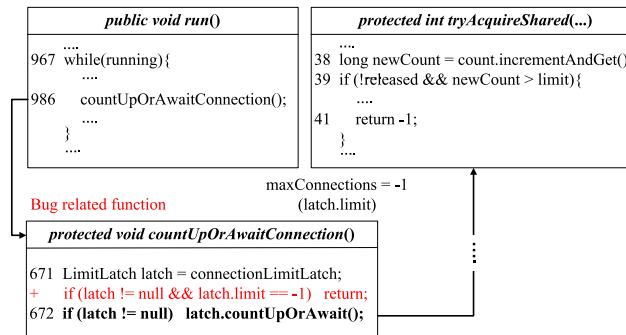 public void run()
....
967 while(running){
....
986 countUpOrAwaitConnection();
....
}
....
protected int tryAcquireShared(...)
....
38 long newCount = count.incrementAndGet()
39 if (!released && newCount > limit){
....
41 return -1;
}
....
maxConnections = -1
(latch.limit)
Bug related function
protected void countUpOrAwaitConnection()
671 LimitLatch latch = connectionLimitLatch;
+ if (latch != null && latch.limit == -1) return;
672 if (latch != null) latch.countUpOrAwait();
....